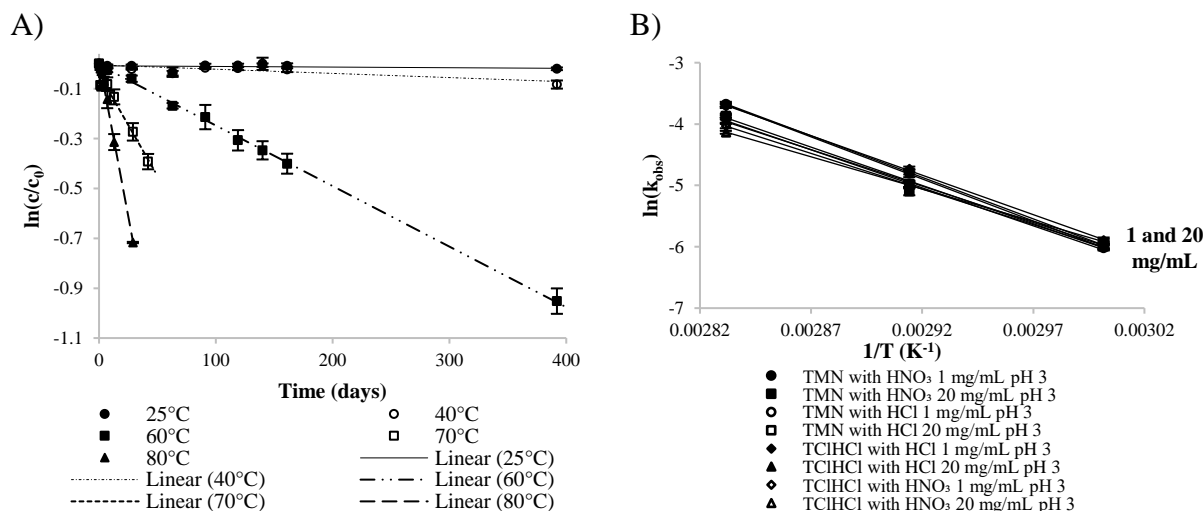 A)
-0.1
-0.3
-0.5
-0.7
-0.9
-1.1
ln(c/c₀)
0 100 200 300 400
Time (days)
25°C 40°C
60°C 70°C
80°C Linear (25°C)
Linear (40°C) Linear (60°C)
Linear (70°C) Linear (80°C)
B)
-3
-4
-5
-6
-7
ln(kobs)
1 and 20
mg/mL
0.00282 0.00287 0.00292 0.00297 0.00302
1/T (K⁻¹)
TMN with HNO₃ 1 mg/mL pH 3
TMN with HNO₃ 20 mg/mL pH 3
TMN with HCl 1 mg/mL pH 3
TMN with HCl 20 mg/mL pH 3
TClHCl with HCl 1 mg/mL pH 3
TClHCl with HCl 20 mg/mL pH 3
TClHCl with HNO₃ 1 mg/mL pH 3
TClHCl with HNO₃ 20 mg/mL pH 3